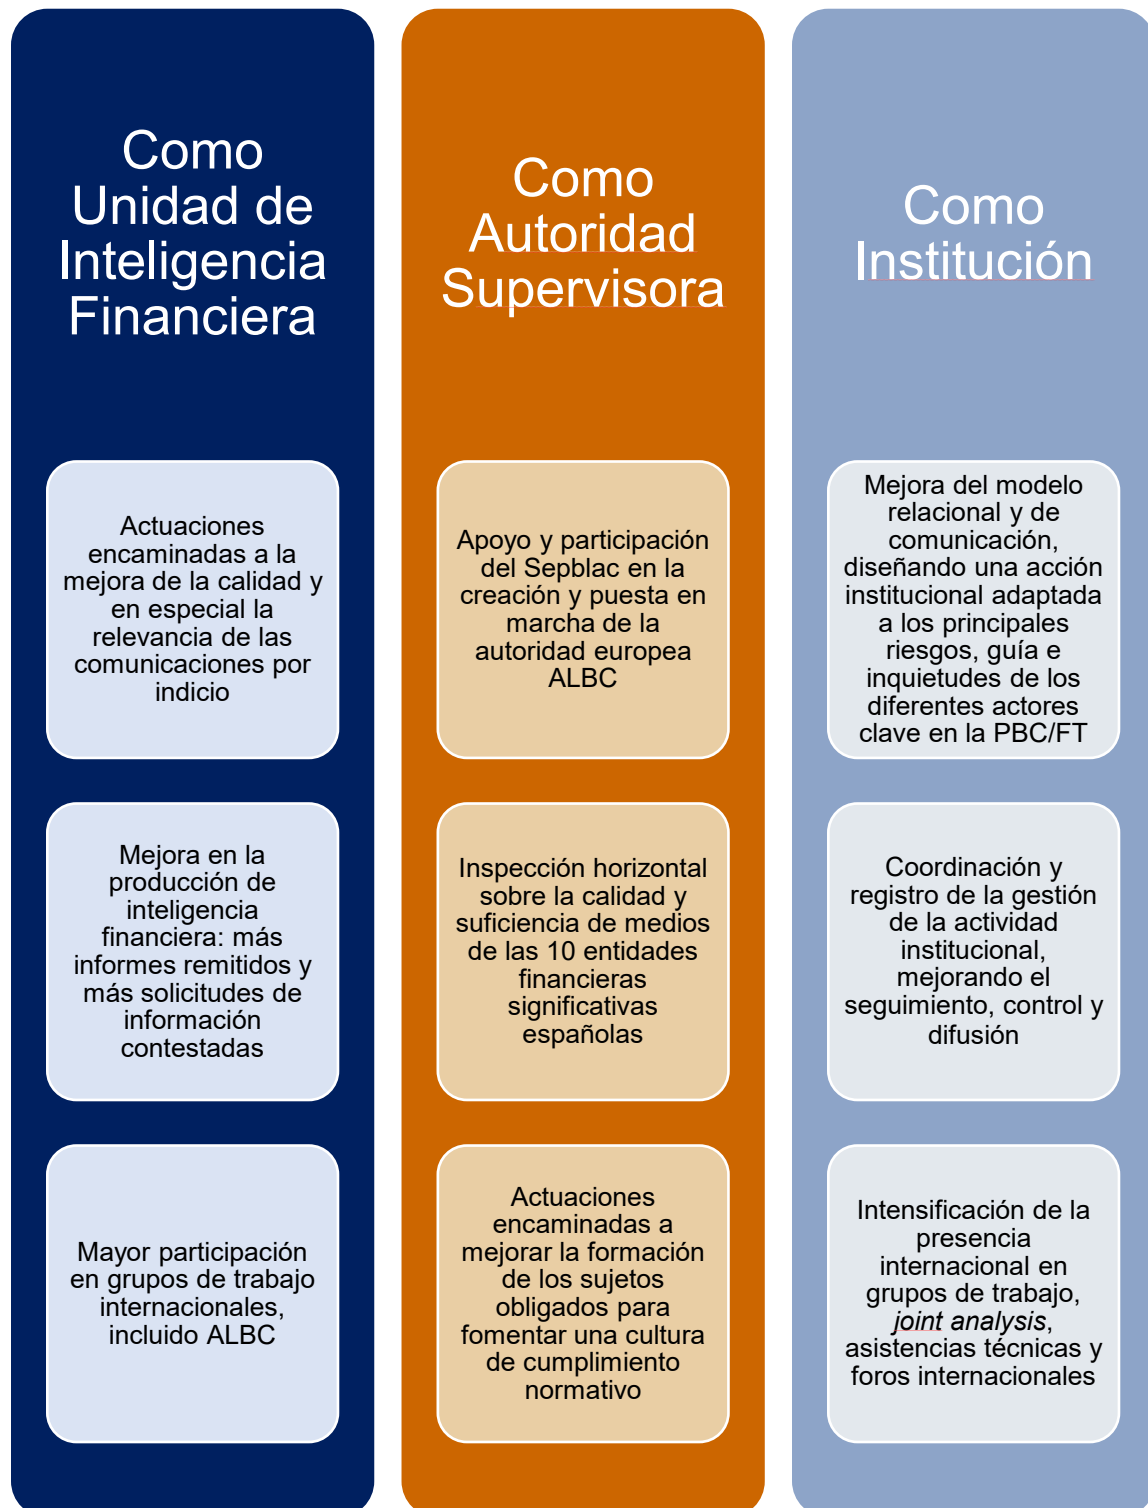 Como
Unidad de
Inteligencia
Financiera
Actuaciones
encaminadas a la
mejora de la calidad y
en especial la
relevancia de las
comunicaciones por
indicio
Mejora en la
producción de
inteligencia
financiera: más
informes remitidos y
más solicitudes de
información
contestadas
Mayor participación
en grupos de trabajo
internacionales,
incluido ALBC
Como
Autoridad
Supervisora
Apoyo y participación
del Sepblac en la
creación y puesta en
marcha de la
autoridad europea
ALBC
Inspección horizontal
sobre la calidad y
suficiencia de medios
de las 10 entidades
financieras
significativas
españolas
Actuaciones
encaminadas a
mejorar la formación
de los sujetos
obligados para
fomentar una cultura
de cumplimiento
normativo
Como
Institución
Mejora del modelo
relacional y de
comunicación,
diseñando una acción
institucional adaptada
a los principales
riesgos, guía e
inquietudes de los
diferentes actores
clave en la PBC/FT
Coordinación y
registro de la gestión
de la actividad
institucional,
mejorando el
seguimiento, control y
difusión
Intensificación de la
presencia
internacional en
grupos de trabajo,
joint analysis,
asistencias técnicas y
foros internacionales